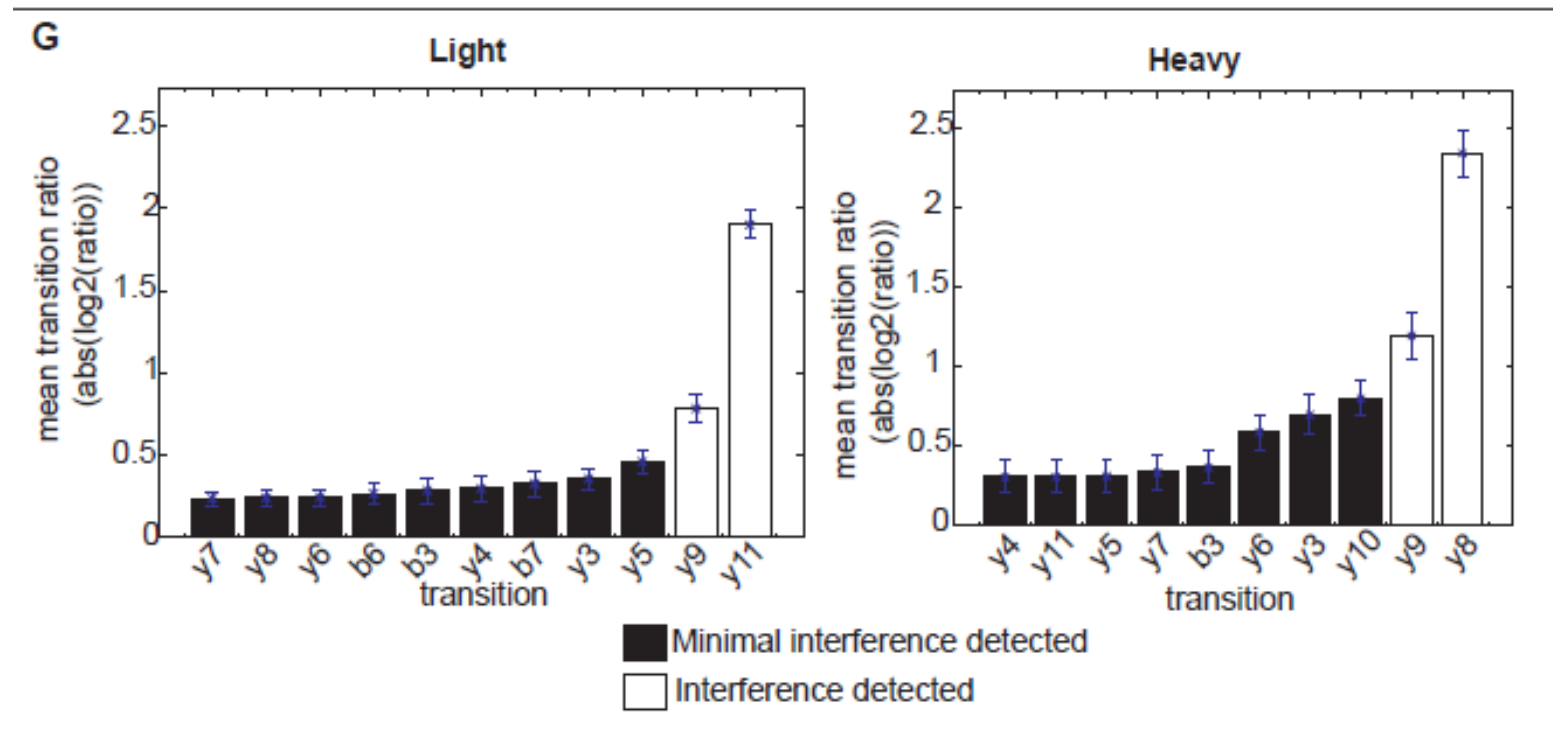 G
Light
mean transition ratio
(abs(log2(ratio))
2.5
2
1.5
1
0.5
0
y7 y8 y6 b6 b3 y4 b7 y3 y5 y9 y11
transition
Heavy
mean transition ratio
(abs(log2(ratio))
2.5
2
1.5
1
0.5
0
y4 y11 y5 y7 b3 y6 y3 y10 y9 y8
transition
Minimal interference detected
Interference detected